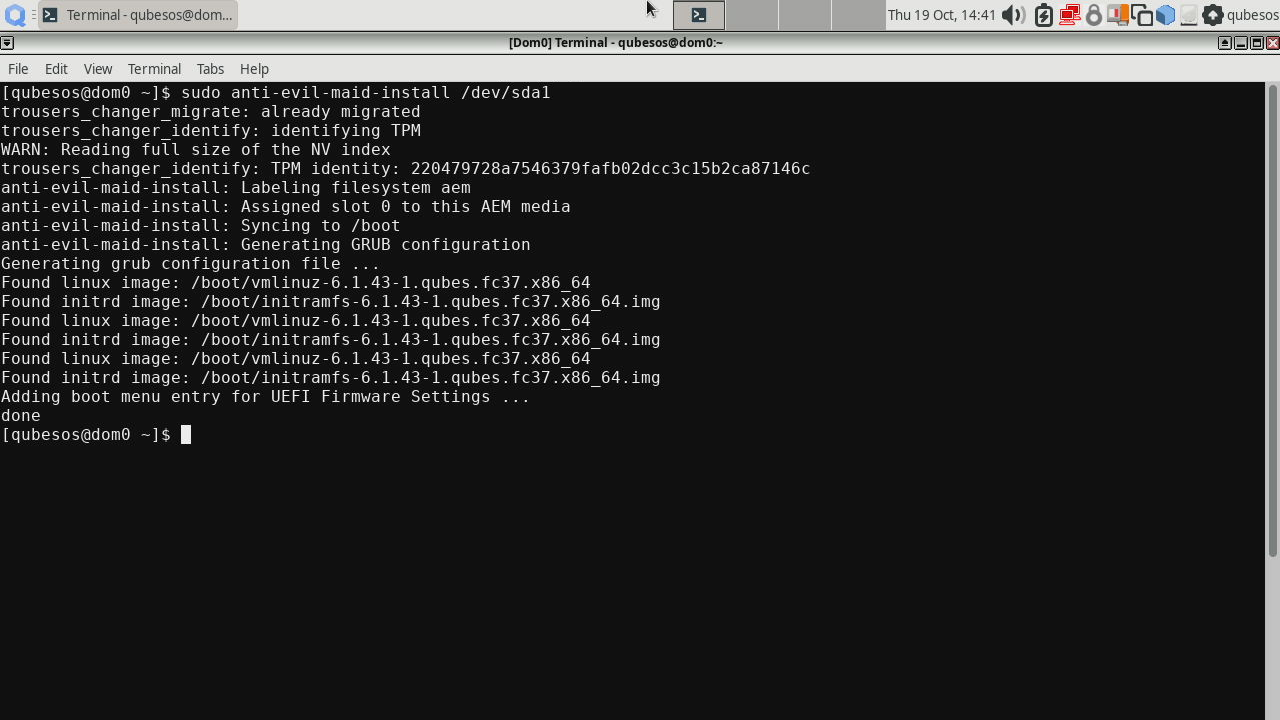 Terminal - qubesos@dom...
Thu 19 Oct, 14:41
qubesos
[Dom0] Terminal - qubesos@dom0:~
File Edit View Terminal Tabs Help
[qubesos@dom0 ~]$ sudo anti-evil-maid-install /dev/sda1
trousers_changer_migrate: already migrated
trousers_changer_identify: identifying TPM
WARN: Reading full size of the NV index
trousers_changer_identify: TPM identity: 220479728a7546379fafb02dcc3c15b2ca87146c
anti-evil-maid-install: Labeling filesystem aem
anti-evil-maid-install: Assigned slot 0 to this AEM media
anti-evil-maid-install: Syncing to /boot
anti-evil-maid-install: Generating GRUB configuration
Generating grub configuration file ...
Found linux image: /boot/vmlinuz-6.1.43-1.qubes.fc37.x86_64
Found initrd image: /boot/initramfs-6.1.43-1.qubes.fc37.x86_64.img
Found linux image: /boot/vmlinuz-6.1.43-1.qubes.fc37.x86_64
Found initrd image: /boot/initramfs-6.1.43-1.qubes.fc37.x86_64.img
Found linux image: /boot/vmlinuz-6.1.43-1.qubes.fc37.x86_64
Found initrd image: /boot/initramfs-6.1.43-1.qubes.fc37.x86_64.img
Adding boot menu entry for UEFI Firmware Settings ...
done
[qubesos@dom0 ~]$